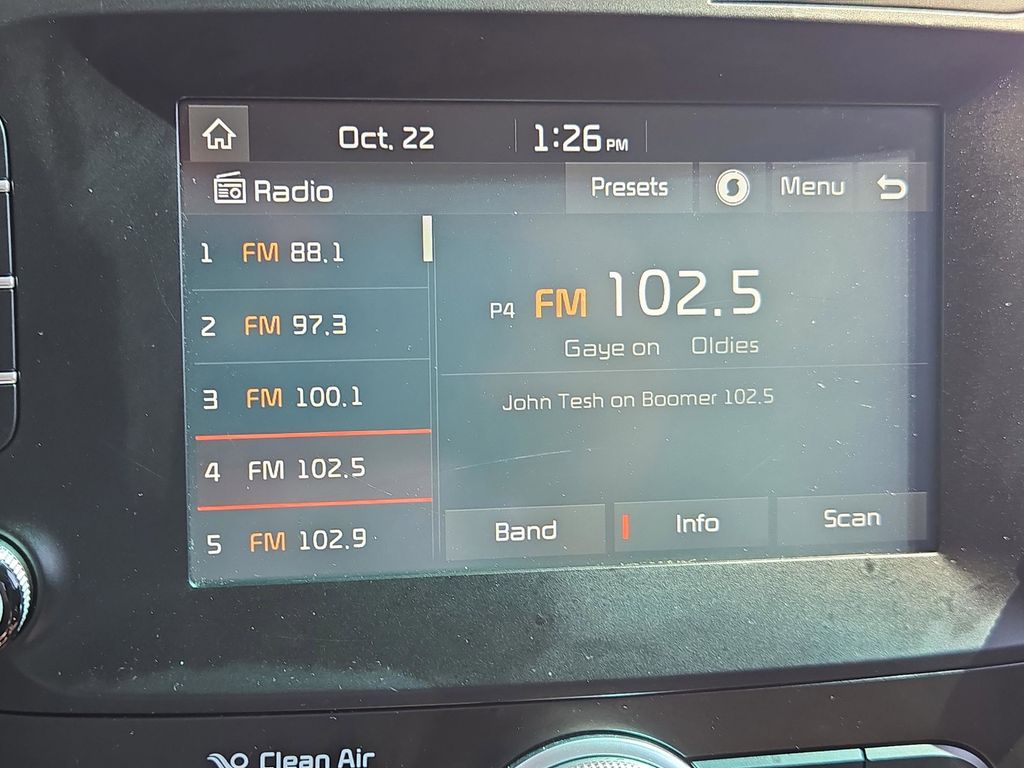 Oct. 22 1:26 PM
Radio Presets Menu
1 FM 88.1
2 FM 97.3
3 FM 100.1
4 FM 102.5
5 FM 102.9
P4 FM 102.5
Gaye on Oldies
John Tesh on Boomer 102.5
Band Info Scan
Clean Air